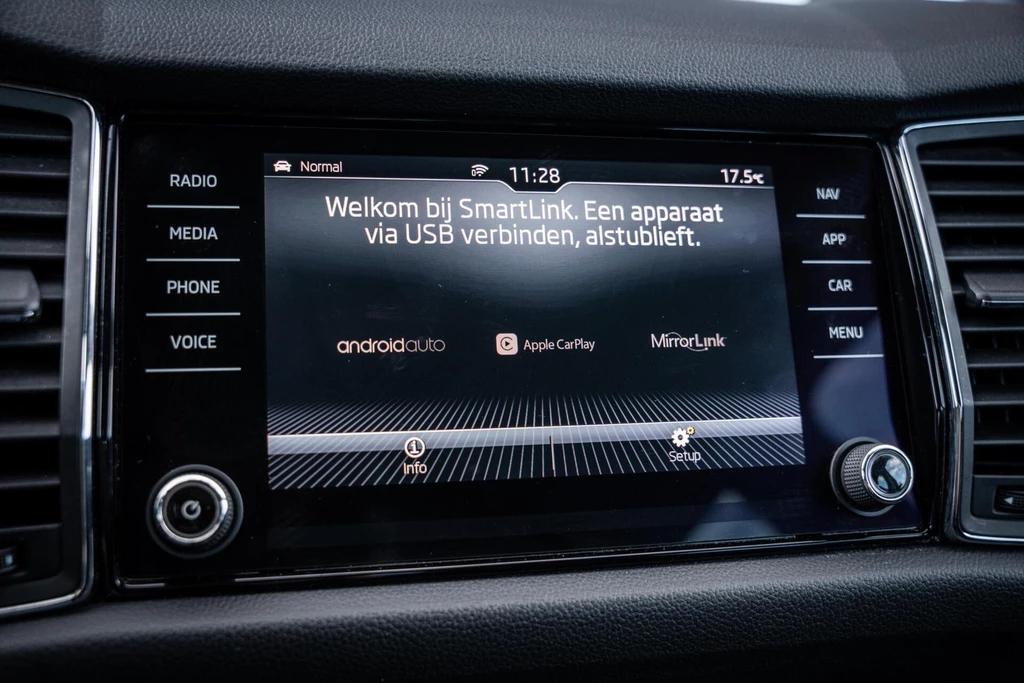 RADIO
MEDIA
PHONE
VOICE
Normal
11:28
17.5°C
Welkom bij SmartLink. Een apparaat
via USB verbinden, alstublieft.
androidauto
Apple CarPlay
MirrorLink
Info
Setup
NAV
APP
CAR
MENU